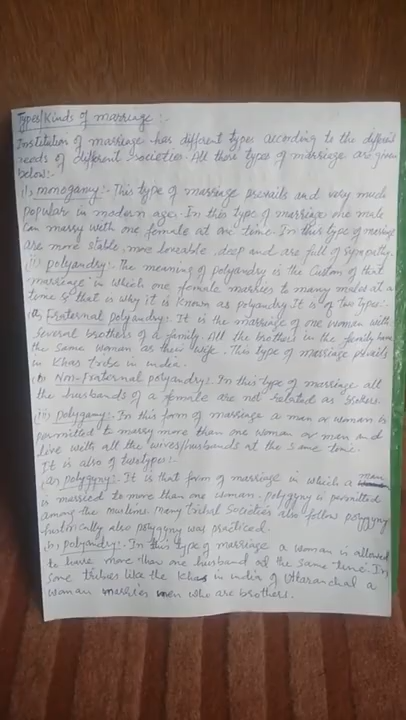 Types/Kinds of marriage :-
Institution of marriage has different types according to the different
needs of different societies. All those types of marriage are given
below:-
(i) monogamy:- This type of marriage prevails and very much
popular in modern age. In this type of marriage one male
can marry with one female at one time. In this type of marriage
are more stable, more loveable, deep and are full of sympathy.
(ii) polyandry:- The meaning of polyandry is the custom of that
marriage in which one female marries to many males at a
time so that is why it is known as polyandry. It is of two types:-
(a) Fraternal polyandry:- It is the marriage of one woman with
several brothers of a family. All the brothers in the family have
the same woman as their wife. This type of marriage prevails
in Khas tribe in india.
(b) Non-Fraternal polyandry:- In this type of marriage all
the husbands of a female are not related as brothers.
(iii) polygamy:- In this form of marriage a man or woman is
permitted to marry more than one woman or man and
live with all the wives/husbands at the same time.
It is also of two types:-
(a) polygyny:- It is that form of marriage in which a man
is married to more than one woman. polygyny is permitted
among the muslims. many tribal societies also follow polygyny
historically also polygyny was practiced.
(b) polyandry:- In this type of marriage a woman is allowed
to have more than one husband at the same time. In
some tribes like the Khas in india of Uttaranchal a
woman marries men who are brothers.